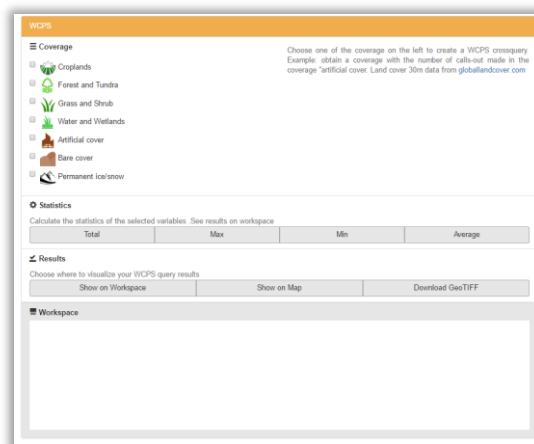 WCPS
Coverage
Choose one of the coverage on the left to create a WCPS crossquery.
Example: obtain a coverage with the number of calls-out made in the
coverage "artificial cover. Land cover 30m data from globallandcover.com
Croplands
Forest and Tundra
Grass and Shrub
Water and Wetlands
Artificial cover
Bare cover
Permanent ice/snow
Statistics
Calculate the statistics of the selected variables .See results on workspace
Total Max Min Average
Results
Choose where to visualize your WCPS query results
Show on Workspace Show on Map Download GeoTIFF
Workspace